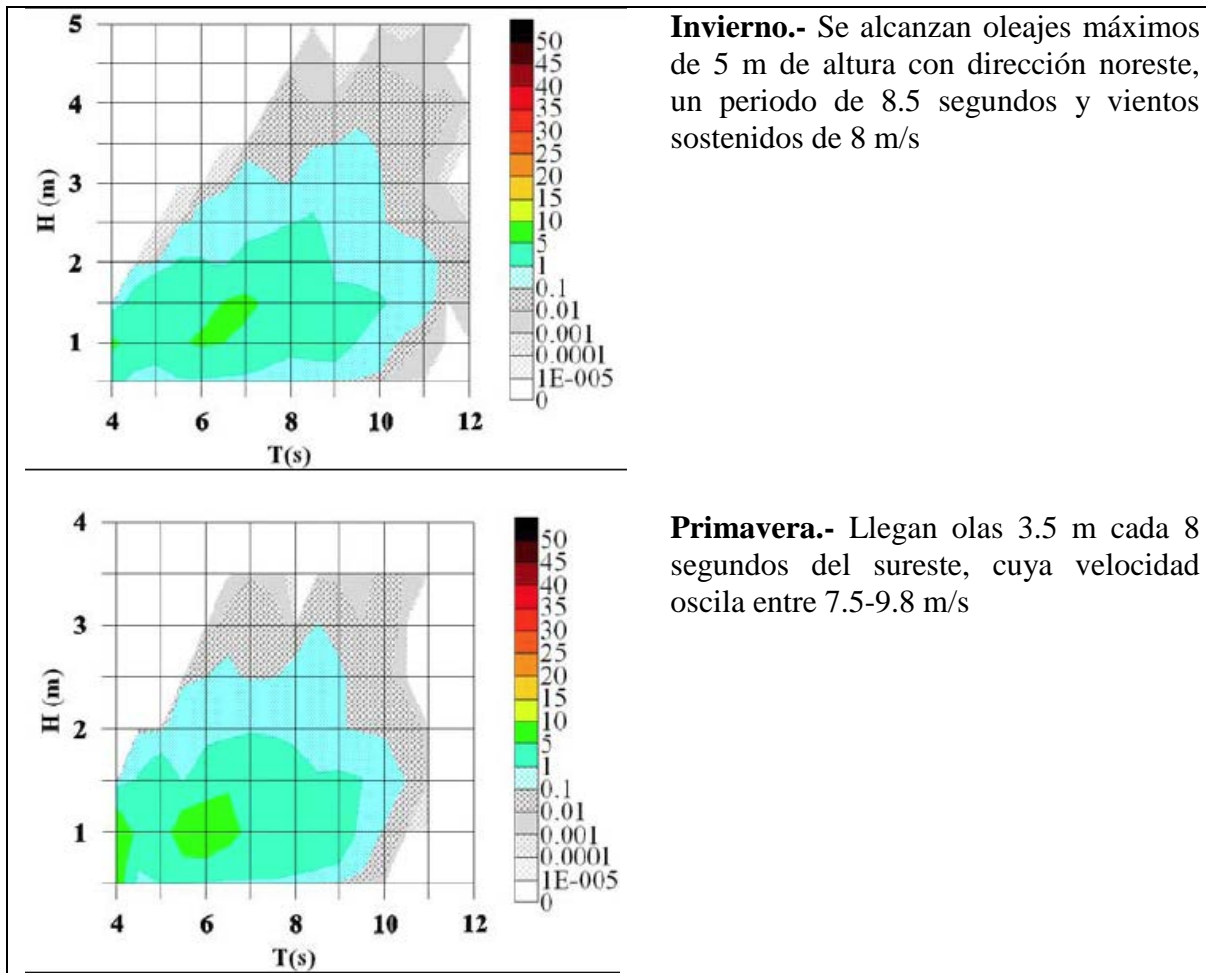 5
4
3
2
1
H (m)
4 6 8 10 12
T(s)
50
45
40
35
30
25
20
15
10
5
1
0.1
0.01
0.001
0.0001
1E-005
0
Invierno.- Se alcanzan oleajes máximos
de 5 m de altura con dirección noreste,
un periodo de 8.5 segundos y vientos
sostenidos de 8 m/s
4
3
2
1
H (m)
4 6 8 10 12
T(s)
50
45
40
35
30
25
20
15
10
5
1
0.1
0.01
0.001
0.0001
1E-005
0
Primavera.- Llegan olas 3.5 m cada 8
segundos del sureste, cuya velocidad
oscila entre 7.5-9.8 m/s